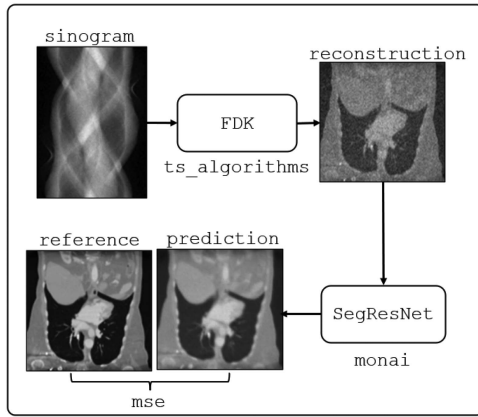 sinogram
reconstruction
FDK
ts_algorithms
reference
prediction
SegResNet
monai
mse